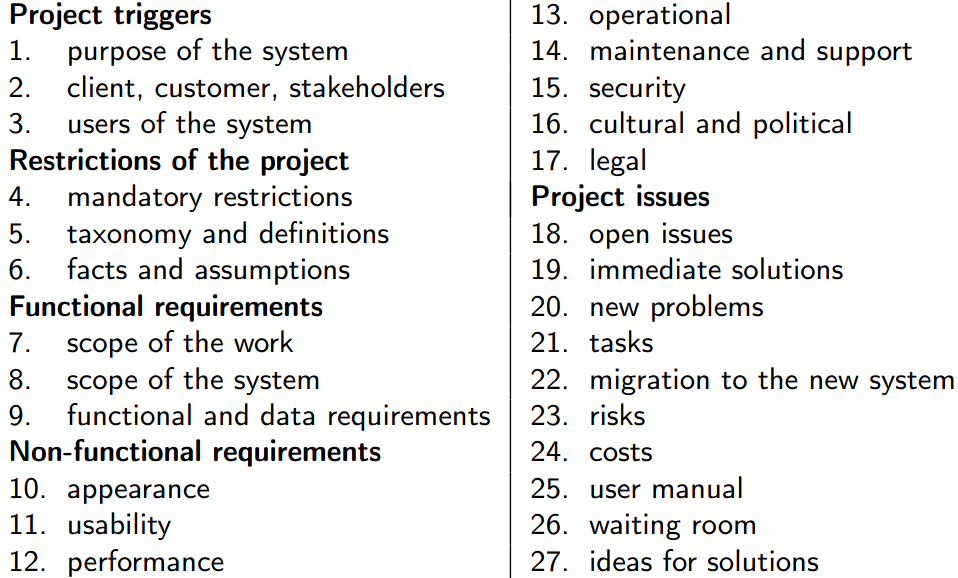 Project triggers
1. purpose of the system
2. client, customer, stakeholders
3. users of the system
Restrictions of the project
4. mandatory restrictions
5. taxonomy and definitions
6. facts and assumptions
Functional requirements
7. scope of the work
8. scope of the system
9. functional and data requirements
Non-functional requirements
10. appearance
11. usability
12. performance
13. operational
14. maintenance and support
15. security
16. cultural and political
17. legal
Project issues
18. open issues
19. immediate solutions
20. new problems
21. tasks
22. migration to the new system
23. risks
24. costs
25. user manual
26. waiting room
27. ideas for solutions